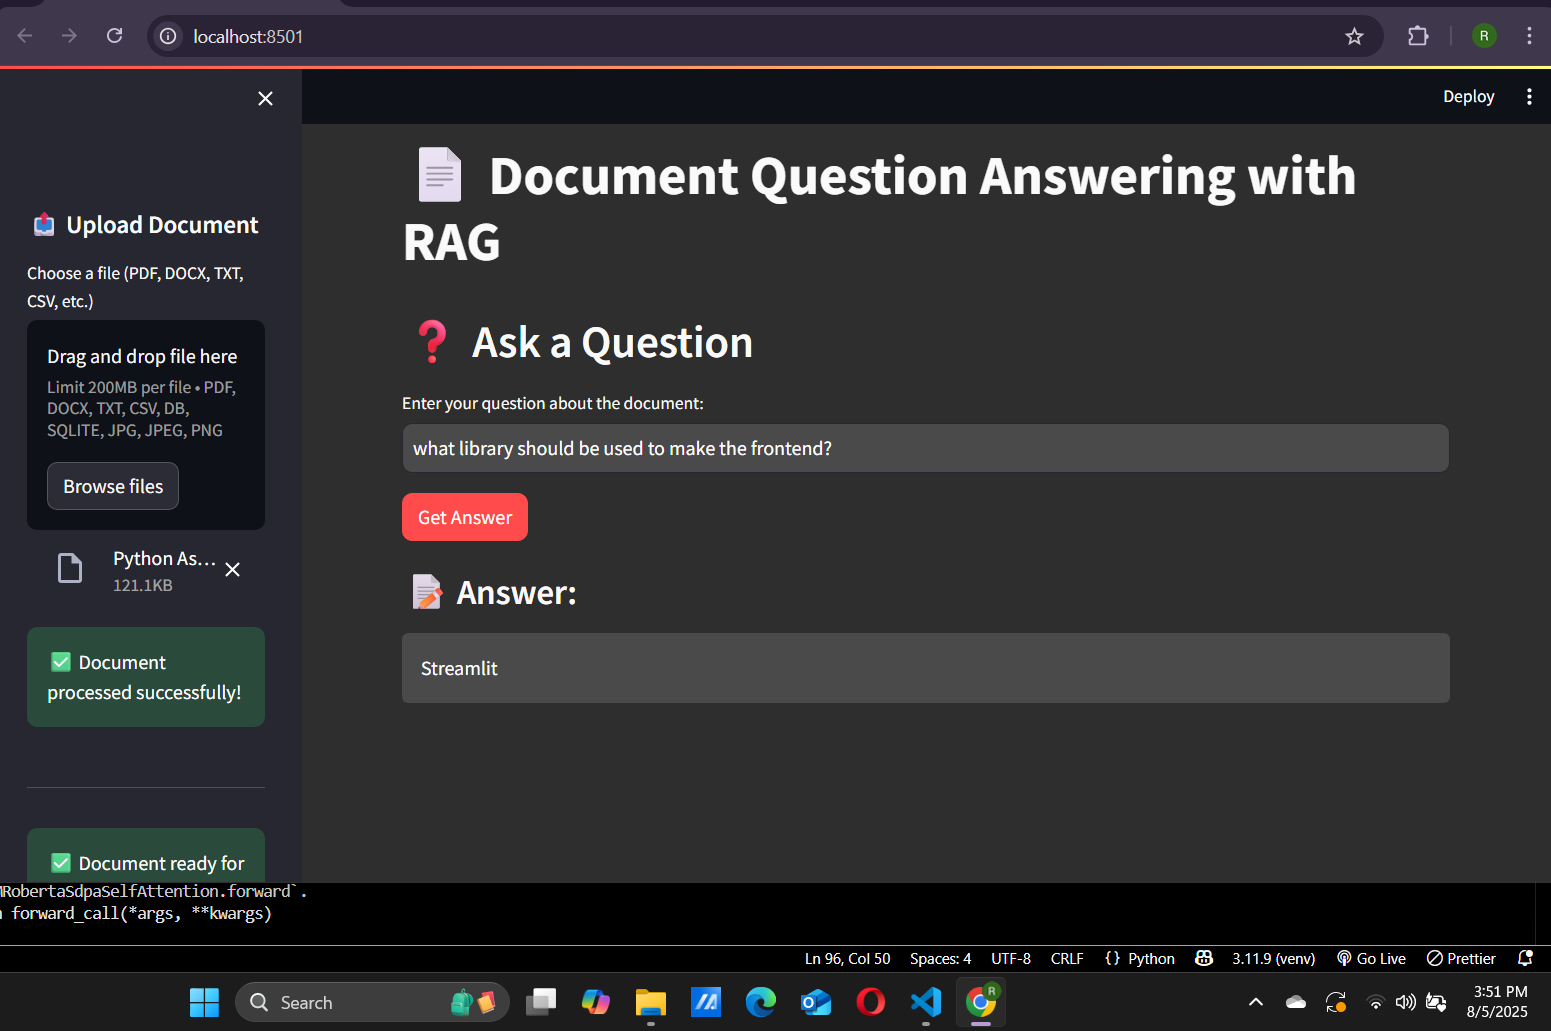 localhost:8501
R
Deploy
Upload Document
Choose a file (PDF, DOCX, TXT,
CSV, etc.)
Drag and drop file here
Limit 200MB per file • PDF,
DOCX, TXT, CSV, DB,
SQLITE, JPG, JPEG, PNG
Browse files
Python As...
121.1KB
✅ Document
processed successfully!
✅ Document ready for
Document Question Answering with
RAG
❓ Ask a Question
Enter your question about the document:
what library should be used to make the frontend?
Get Answer
Answer:
Streamlit
MRobertaSdpaSelfAttention.forward`.
forward_call(*args, **kwargs)
Ln 96, Col 50 Spaces: 4 UTF-8 CRLF {} Python 3.11.9 (venv) Go Live Prettier
Search
R
3:51 PM
8/5/2025